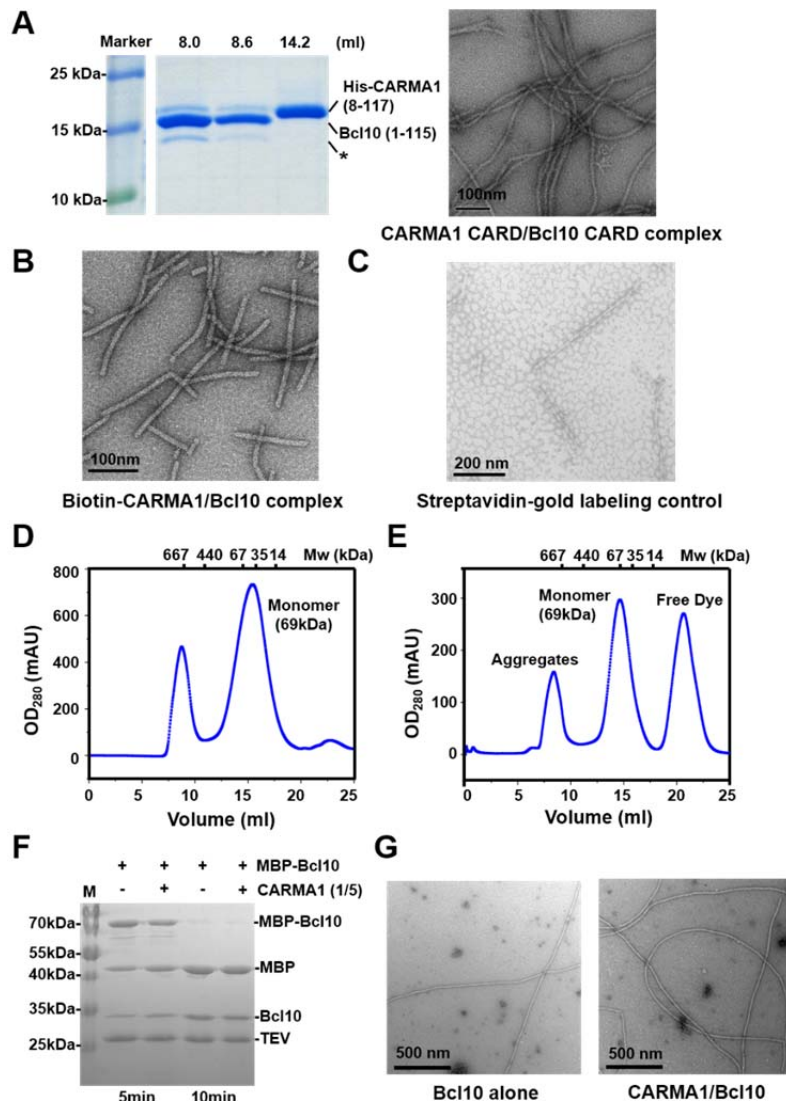 A
Marker 8.0 8.6 14.2 (ml)
25 kDa-
15 kDa-
10 kDa-
His-CARMA1
(8-117)
Bcl10 (1-115)
*
100nm
CARMA1 CARD/Bcl10 CARD complex
B
100nm
Biotin-CARMA1/Bcl10 complex
C
200 nm
Streptavidin-gold labeling control
D
667 440 67 35 14 Mw (kDa)
800
600
400
200
0
OD280 (mAU)
Monomer
(69kDa)
0 5 10 15 20 25
Volume (ml)
E
667 440 67 35 14 Mw (kDa)
300
200
100
0
OD280 (mAU)
Aggregates
Monomer
(69kDa)
Free Dye
0 5 10 15 20 25
Volume (ml)
F
+ + + + MBP-Bcl10
M - + - + CARMA1 (1/5)
70kDa-
55kDa-
40kDa-
35kDa-
25kDa-
-MBP-Bcl10
-MBP
-Bcl10
-TEV
5min 10min
G
500 nm
Bcl10 alone
500 nm
CARMA1/Bcl10